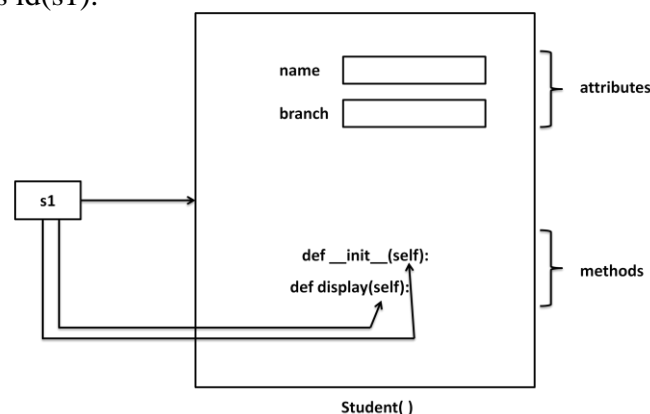 s id(s1).
name
attributes
branch
s1
def __init__(self):
methods
def display(self):
Student( )